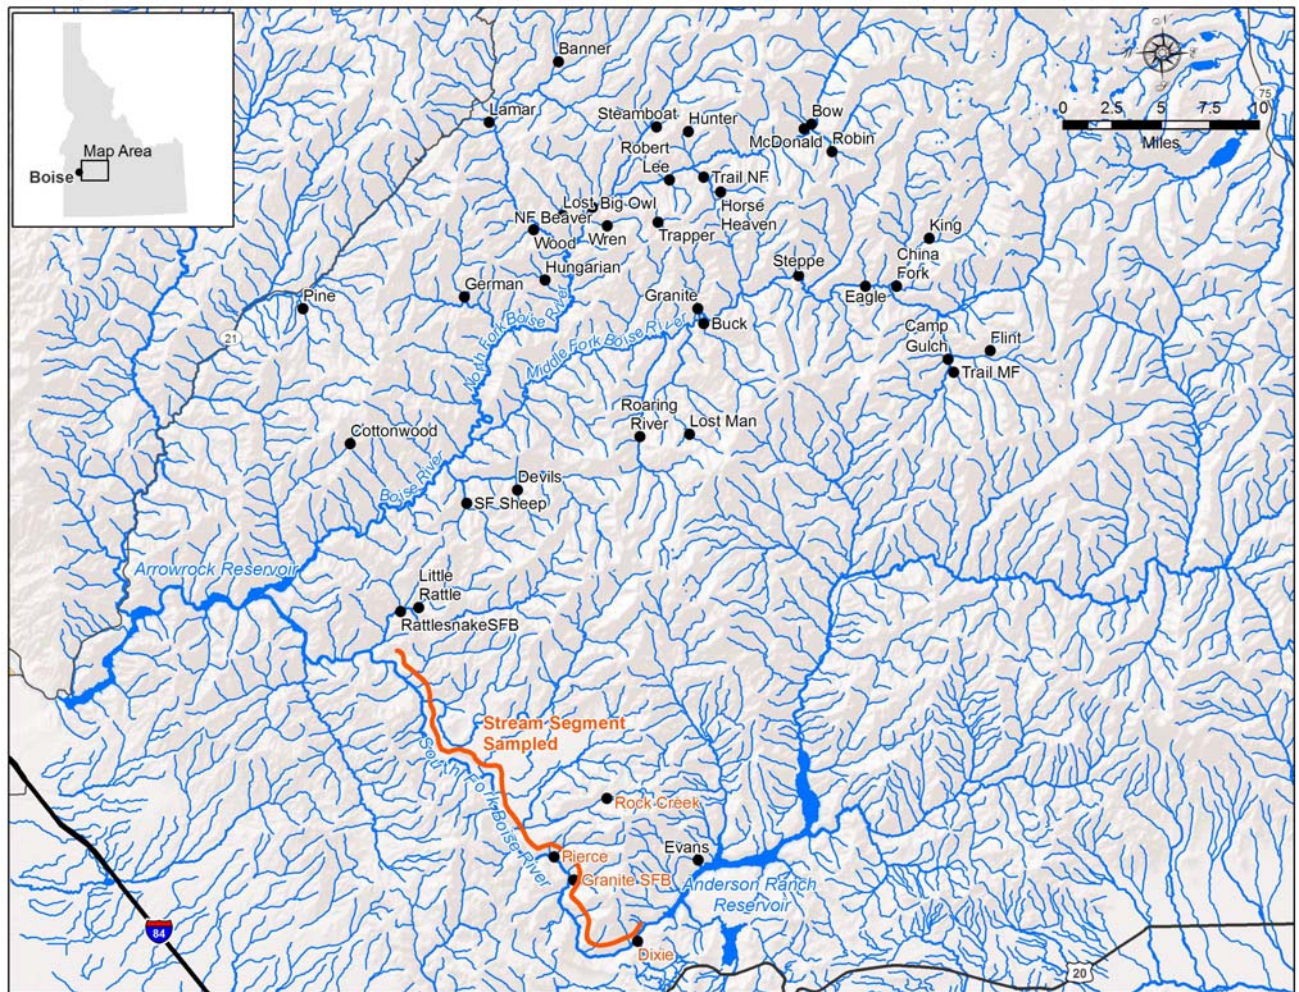 Banner
Lamar
Steamboat
Hunter
Bow
McDonald
Robin
75
0 2.5 5 7.5 10
Miles
Map Area
Boise
Robert
Lee
Trail NF
Horse
Heaven
Lost
Big Owl
NF Beaver
Wood
Wren
Trapper
King
China
Fork
Steppe
Eagle
Hungarian
German
Pine
21
Granite
Buck
North Fork Boise River
Middle Fork Boise River
Camp
Gulch
Flint
Trail MF
Roaring
River
Lost Man
Cottonwood
Boise River
Devils
SF Sheep
Arrowrock Reservoir
Little
Rattle
RattlesnakeSFB
Stream Segment
Sampled
South Fork Boise River
Rock Creek
Pierce
Evans
Granite SFB
Anderson Ranch
Reservoir
84
Dixie
20